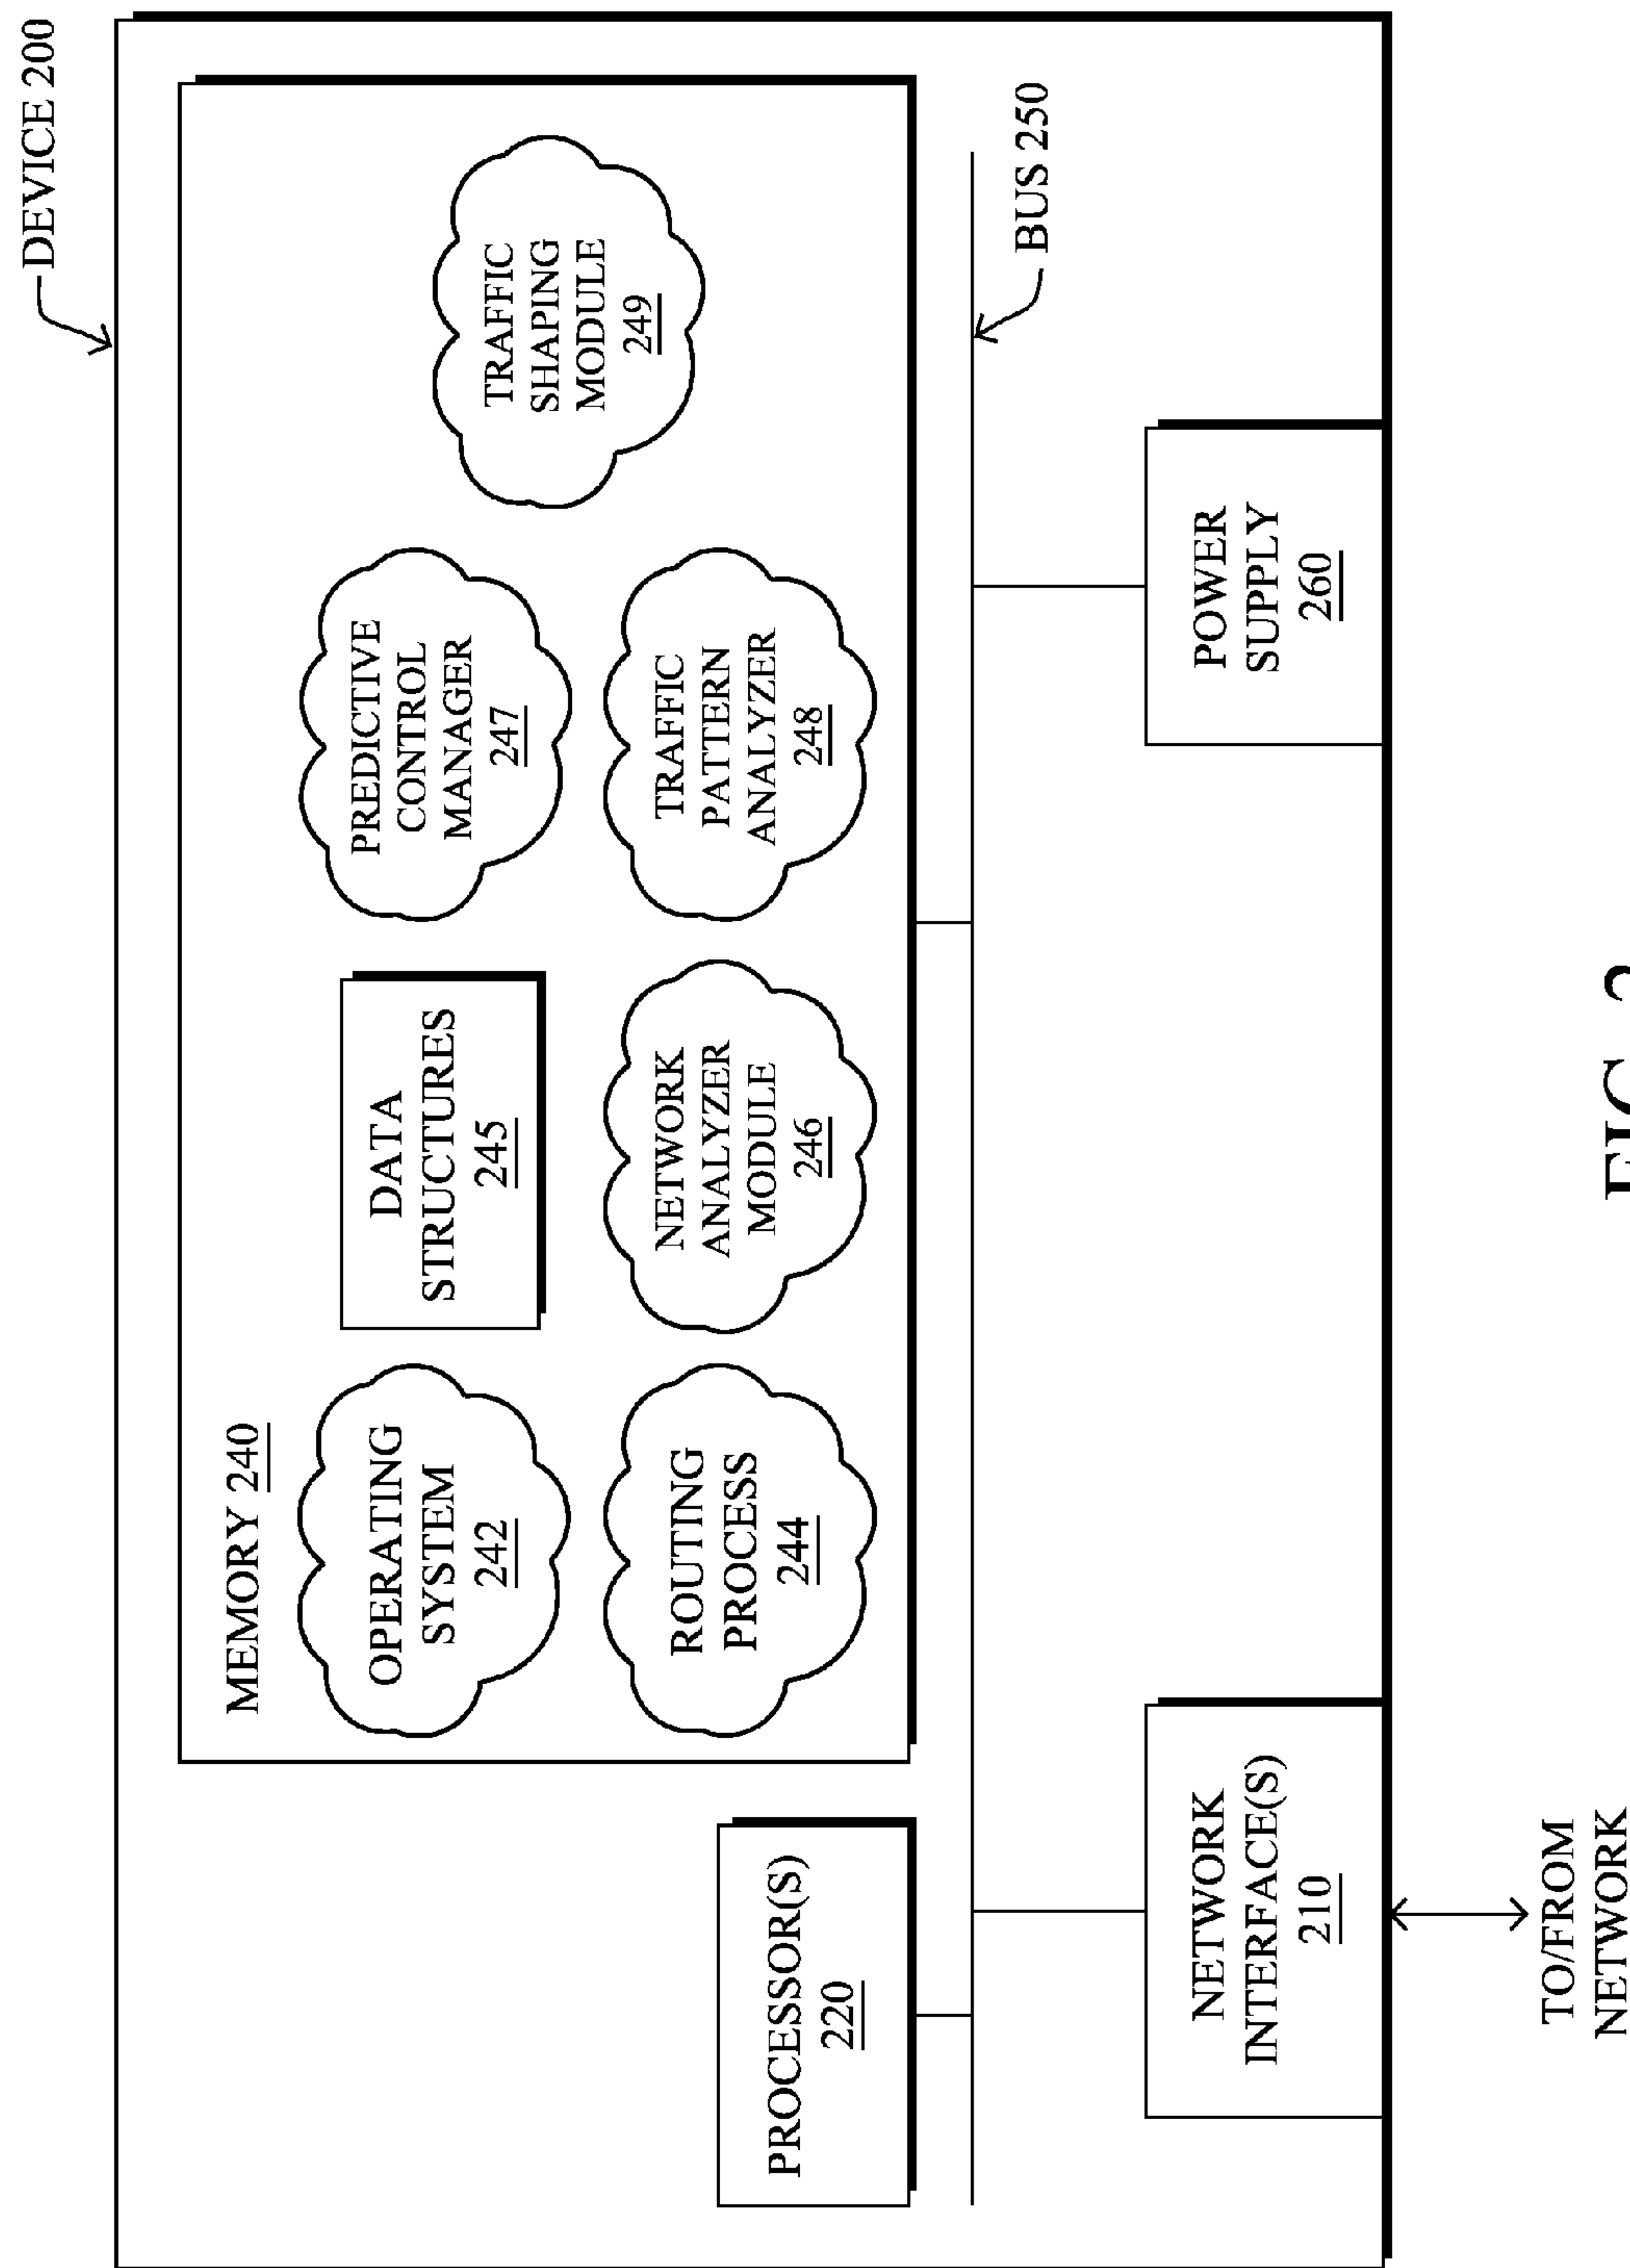 DEVICE 200
MEMORY 240
OPERATING
SYSTEM
242
DATA
STRUCTURES
245
PREDICTIVE
CONTROL
MANAGER
247
TRAFFIC
SHAPING
MODULE
249
ROUTING
PROCESS
244
NETWORK
ANALYZER
MODULE
246
TRAFFIC
PATTERN
ANALYZER
248
PROCESSOR(S)
220
BUS 250
NETWORK
INTERFACE(S)
210
POWER
SUPPLY
260
TO/FROM
NETWORK
FIG. 2